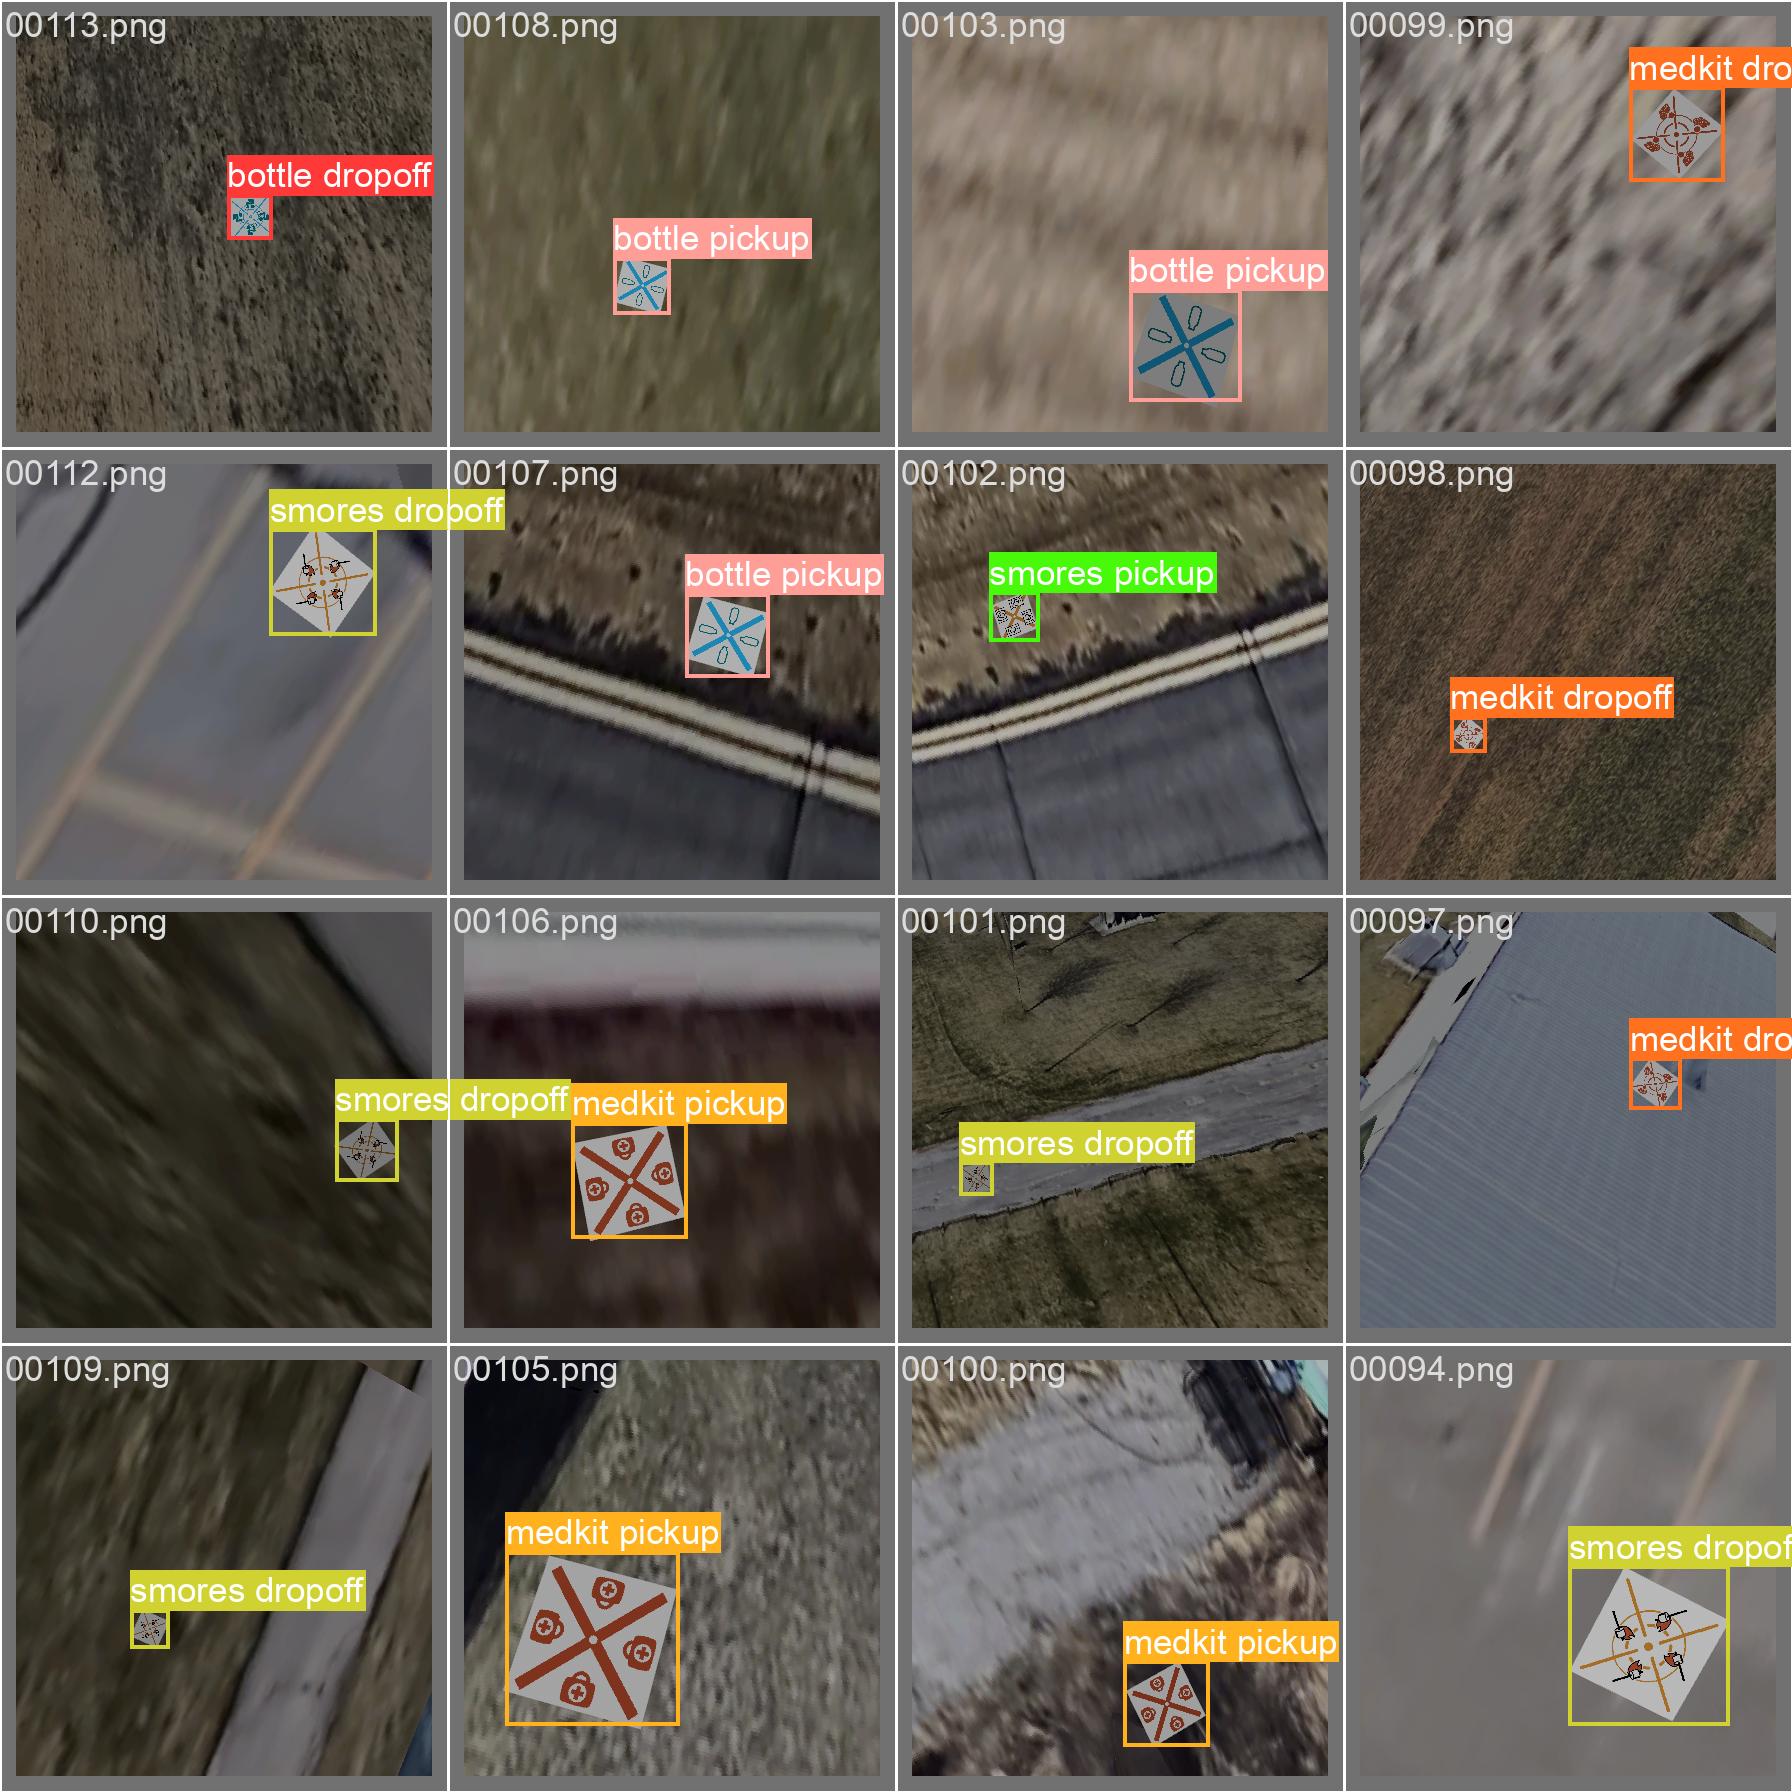 00113.png
bottle dropoff
00108.png
bottle pickup
00103.png
bottle pickup
00099.png
medkit dro
00112.png
smores dropoff
00107.png
bottle pickup
00102.png
smores pickup
00098.png
medkit dropoff
00110.png
smores dropoff
00106.png
medkit pickup
00101.png
smores dropoff
00097.png
medkit dro
00109.png
smores dropoff
00105.png
medkit pickup
00100.png
medkit pickup
00094.png
smores dropof